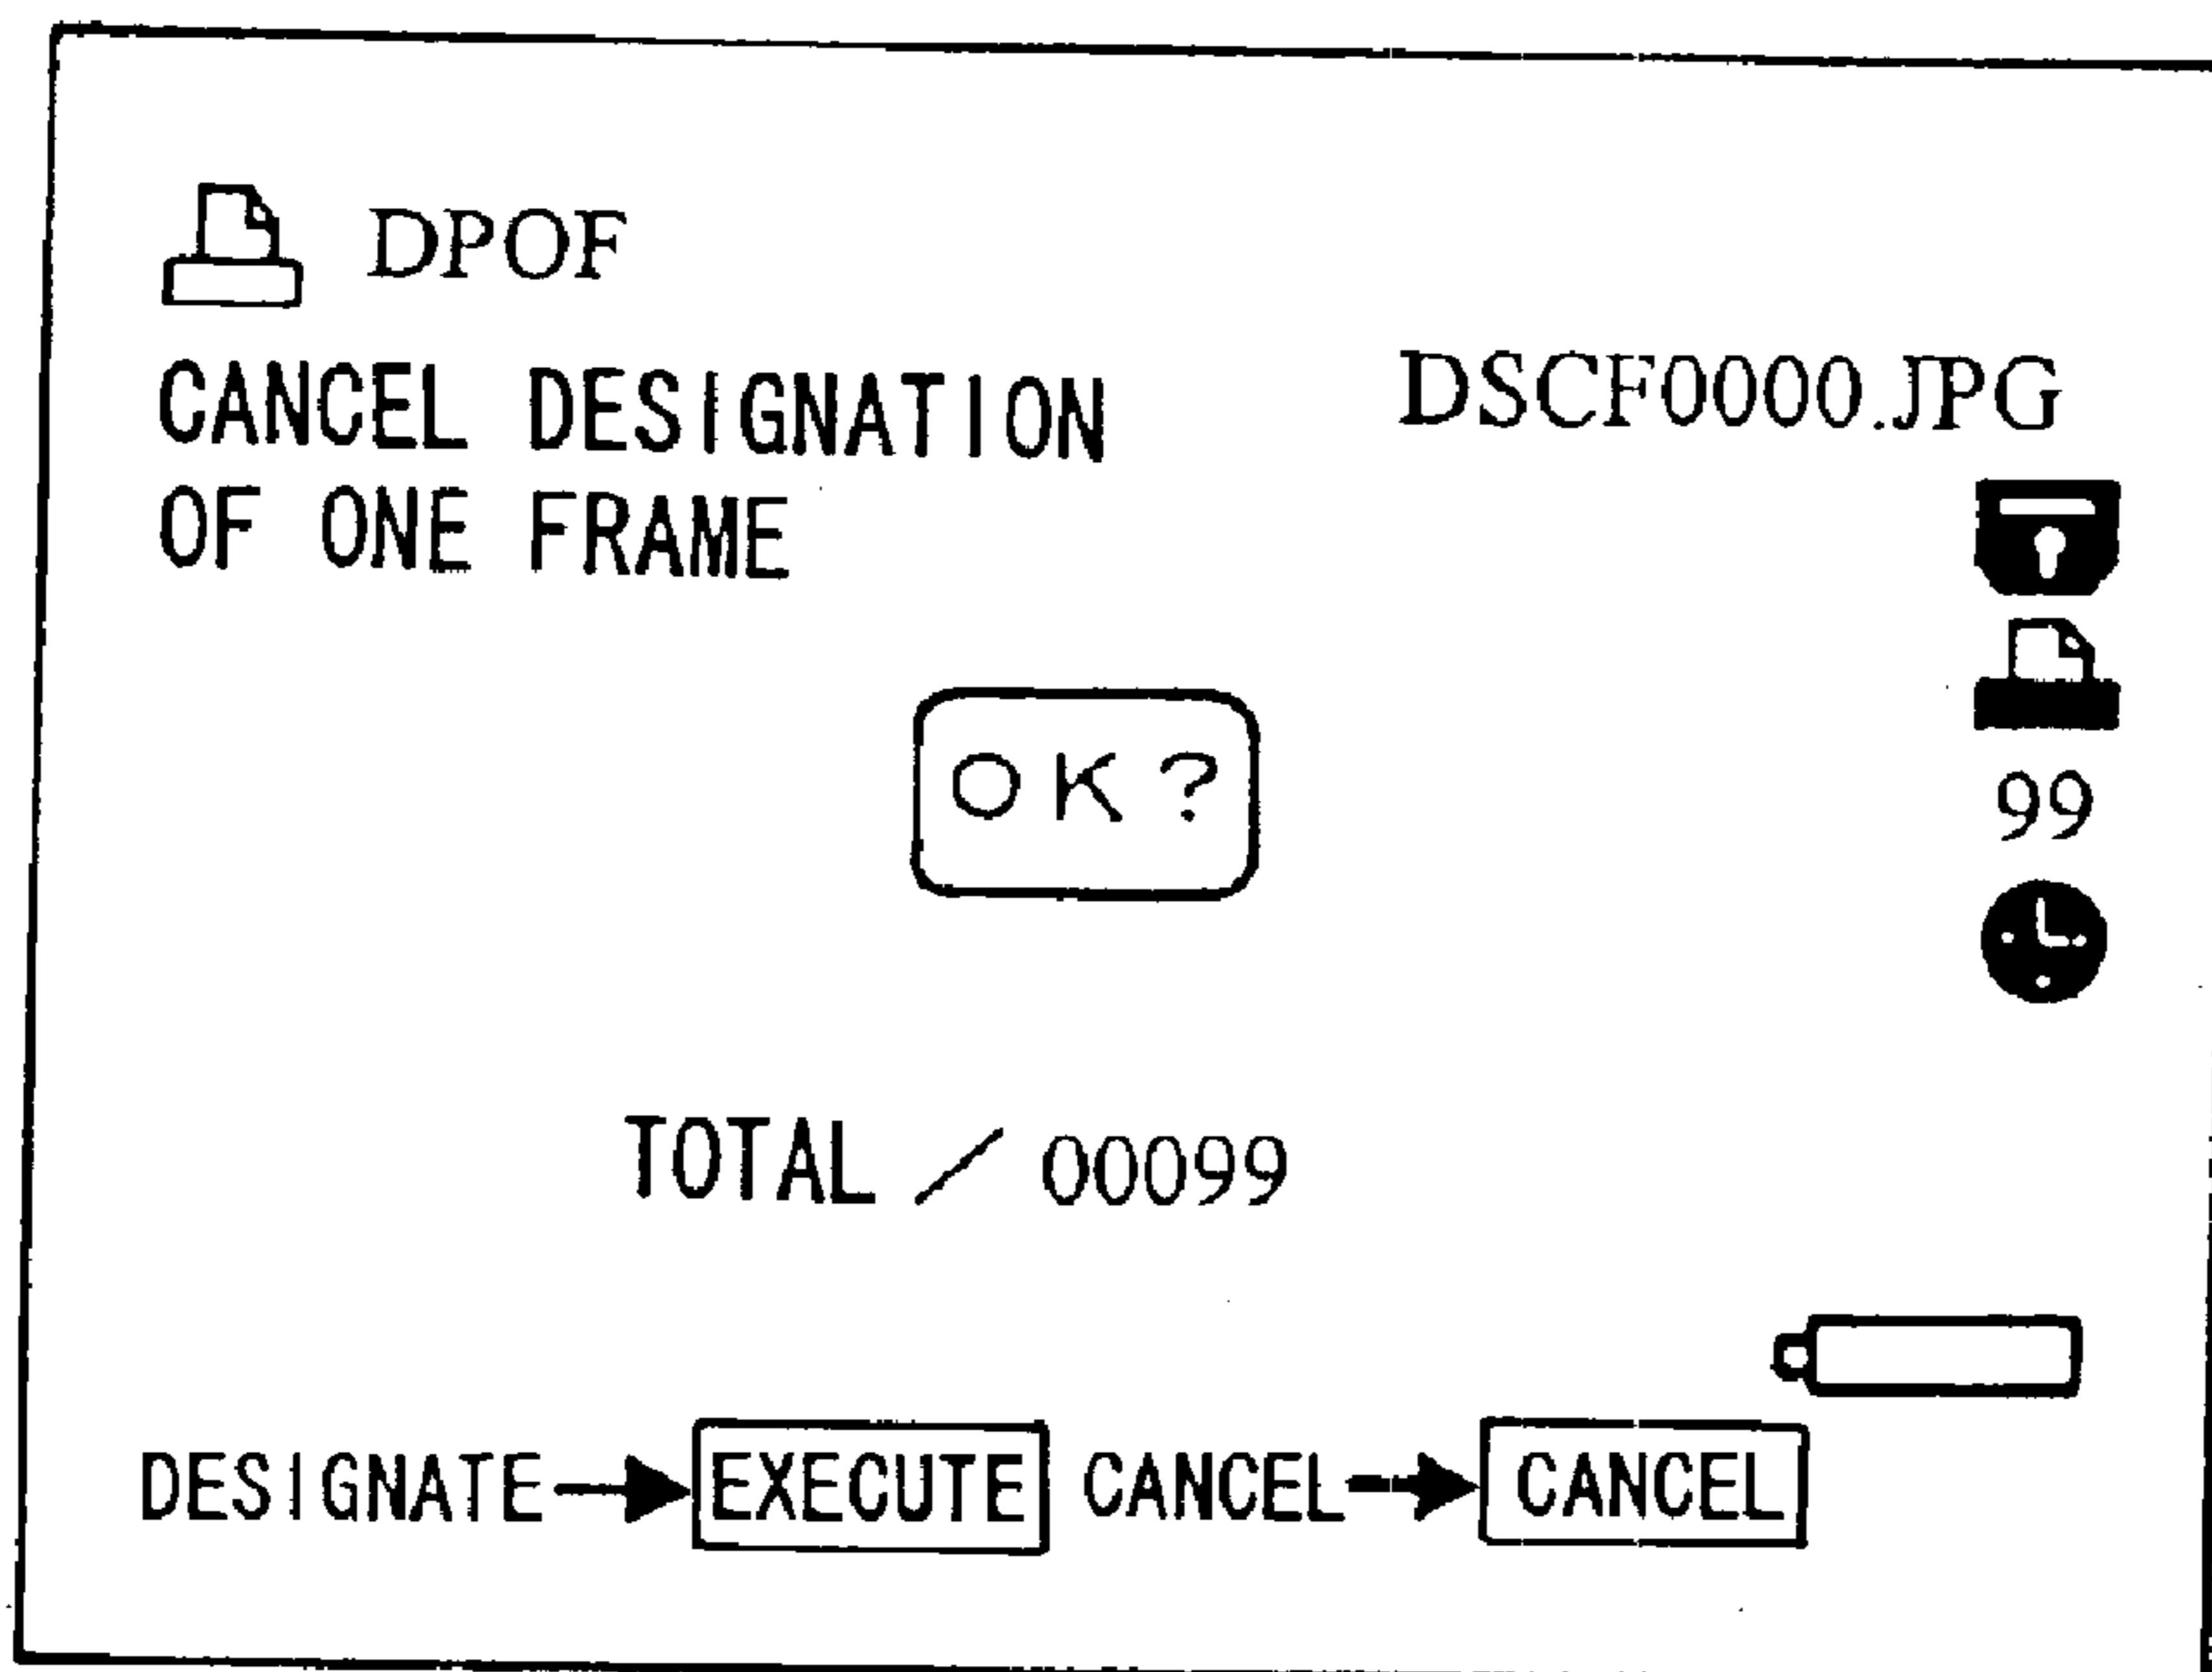 DPOF
CANCEL DESIGNATION
OF ONE FRAME
DSCF0000.JPG
OK?
99
TOTAL / 00099
DESIGNATE → EXECUTE CANCEL → CANCEL